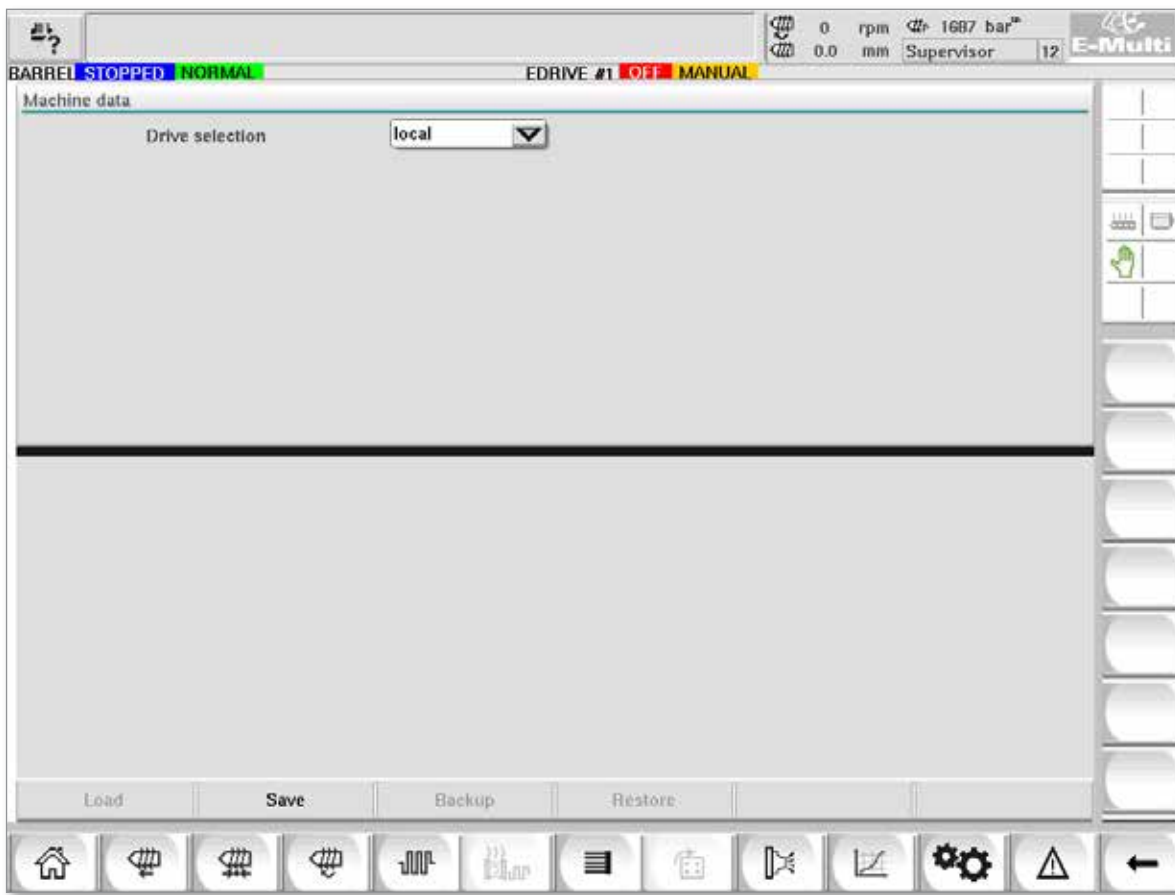 ?
0 rpm 1687 bar
0.0 mm Supervisor 12
E-Multi
BARREL STOPPED NORMAL EDRIVE #1 OFF MANUAL
Machine data
Drive selection local
Load Save Backup Restore